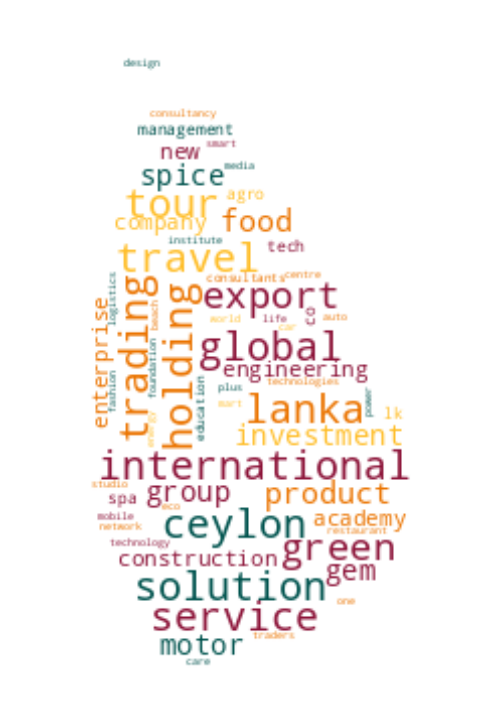 design
consultancy
management
new smart
spice media
tour agro
company food
institute tech
travel
consultants centre
logistics
enterprise
trading
beach
holding
export
world life co auto
car
global
engineering
fashion
foundation
education
plus technologies
power
energy
mart lanka lk
investment
international
studio
spa group product
eco
mobile ceylon academy
network restaurant
technology green
construction gem
solution
one
service
traders
motor
care